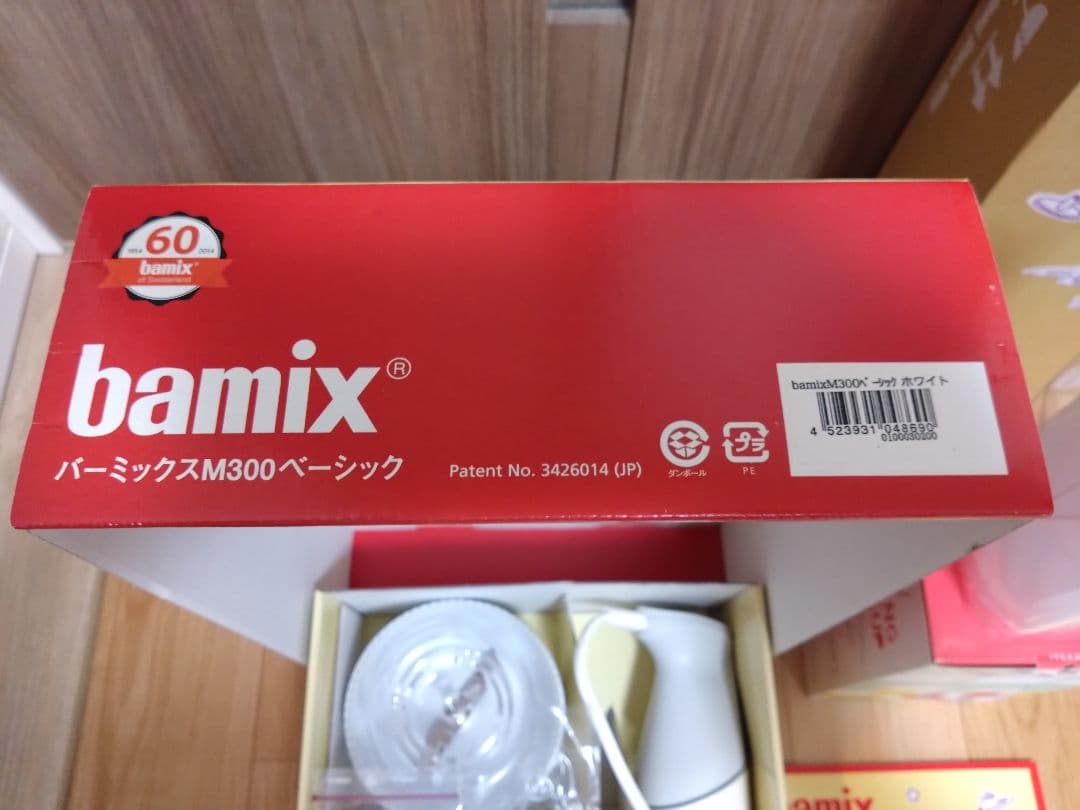 60
1954
2014
bamix®
of Switzerland
bamix®
バーミックスM300ベーシック
Patent No. 3426014 (JP)
ダンボール
プラ
PE
bamixM300ベーシック ホワイト
4 523931 048690
0100030200
bamix